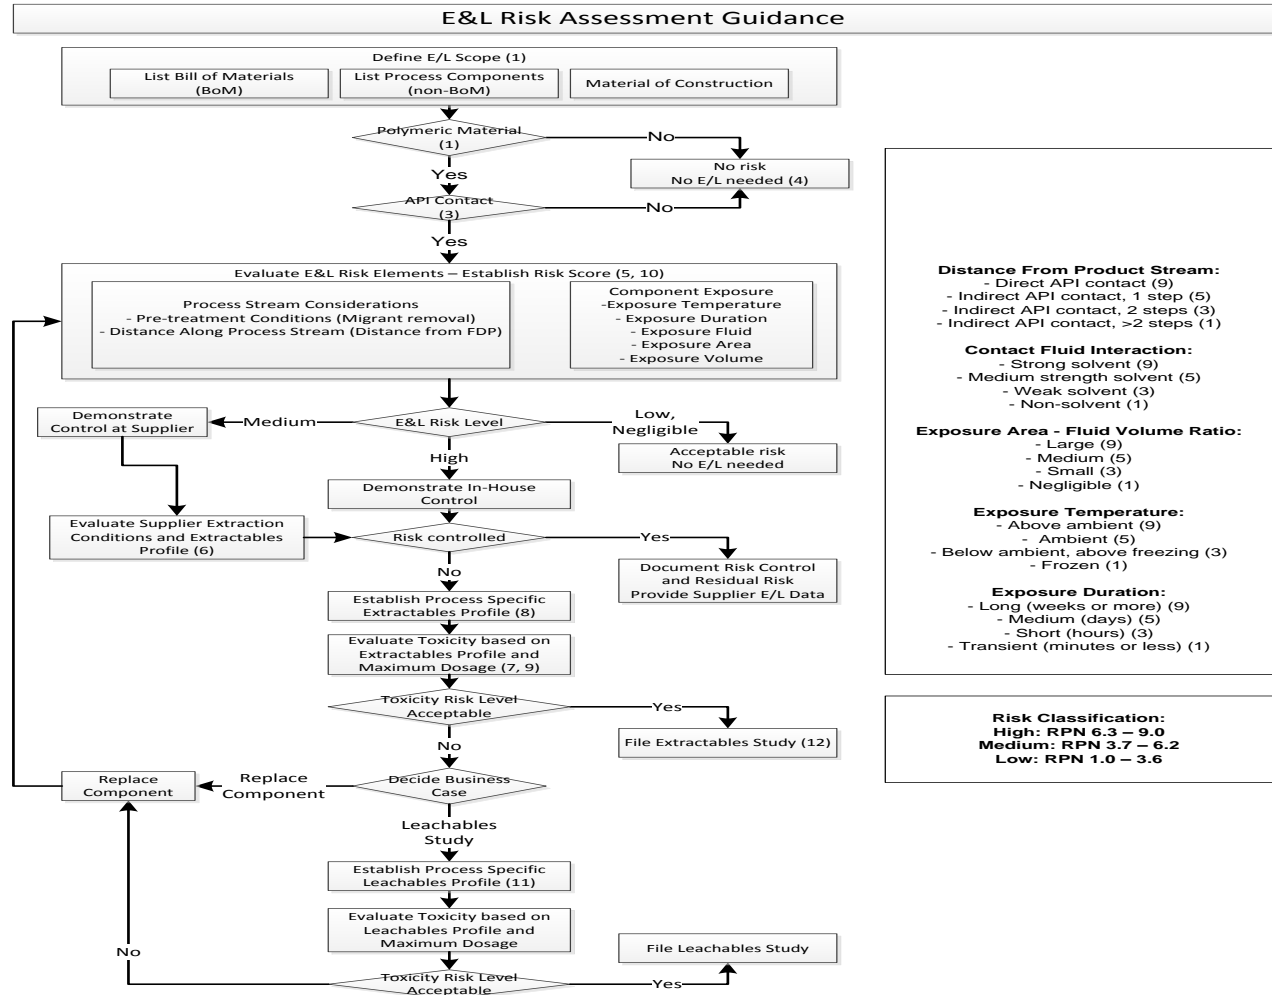 E&L Risk Assessment Guidance
Define E/L Scope (1)
List Bill of Materials
(BoM)
List Process Components
(non-BoM)
Material of Construction
Polymeric Material
(1)
No
No risk
No E/L needed (4)
Yes
API Contact
(3)
No
Yes
Evaluate E&L Risk Elements – Establish Risk Score (5, 10)
Process Stream Considerations
- Pre-treatment Conditions (Migrant removal)
- Distance Along Process Stream (Distance from FDP)
Component Exposure
-Exposure Temperature
- Exposure Duration
- Exposure Fluid
- Exposure Area
- Exposure Volume
Demonstrate
Control at Supplier
Medium
E&L Risk Level
Low,
Negligible
Acceptable risk
No E/L needed
High
Demonstrate In-House
Control
Evaluate Supplier Extraction
Conditions and Extractables
Profile (6)
Risk controlled
Yes
Document Risk Control
and Residual Risk
Provide Supplier E/L Data
No
Establish Process Specific
Extractables Profile (8)
Evaluate Toxicity based on
Extractables Profile and
Maximum Dosage (7, 9)
Toxicity Risk Level
Acceptable
Yes
File Extractables Study (12)
No
Decide Business
Case
Replace
Component
Replace
Component
Leachables
Study
Establish Process Specific
Leachables Profile (11)
Evaluate Toxicity based on
Leachables Profile and
Maximum Dosage
File Leachables Study
No
Toxicity Risk Level
Acceptable
Yes
Distance From Product Stream:
- Direct API contact (9)
- Indirect API contact, 1 step (5)
- Indirect API contact, 2 steps (3)
- Indirect API contact, >2 steps (1)
Contact Fluid Interaction:
- Strong solvent (9)
- Medium strength solvent (5)
- Weak solvent (3)
- Non-solvent (1)
Exposure Area - Fluid Volume Ratio:
- Large (9)
- Medium (5)
- Small (3)
- Negligible (1)
Exposure Temperature:
- Above ambient (9)
- Ambient (5)
- Below ambient, above freezing (3)
- Frozen (1)
Exposure Duration:
- Long (weeks or more) (9)
- Medium (days) (5)
- Short (hours) (3)
- Transient (minutes or less) (1)
Risk Classification:
High: RPN 6.3 – 9.0
Medium: RPN 3.7 – 6.2
Low: RPN 1.0 – 3.6